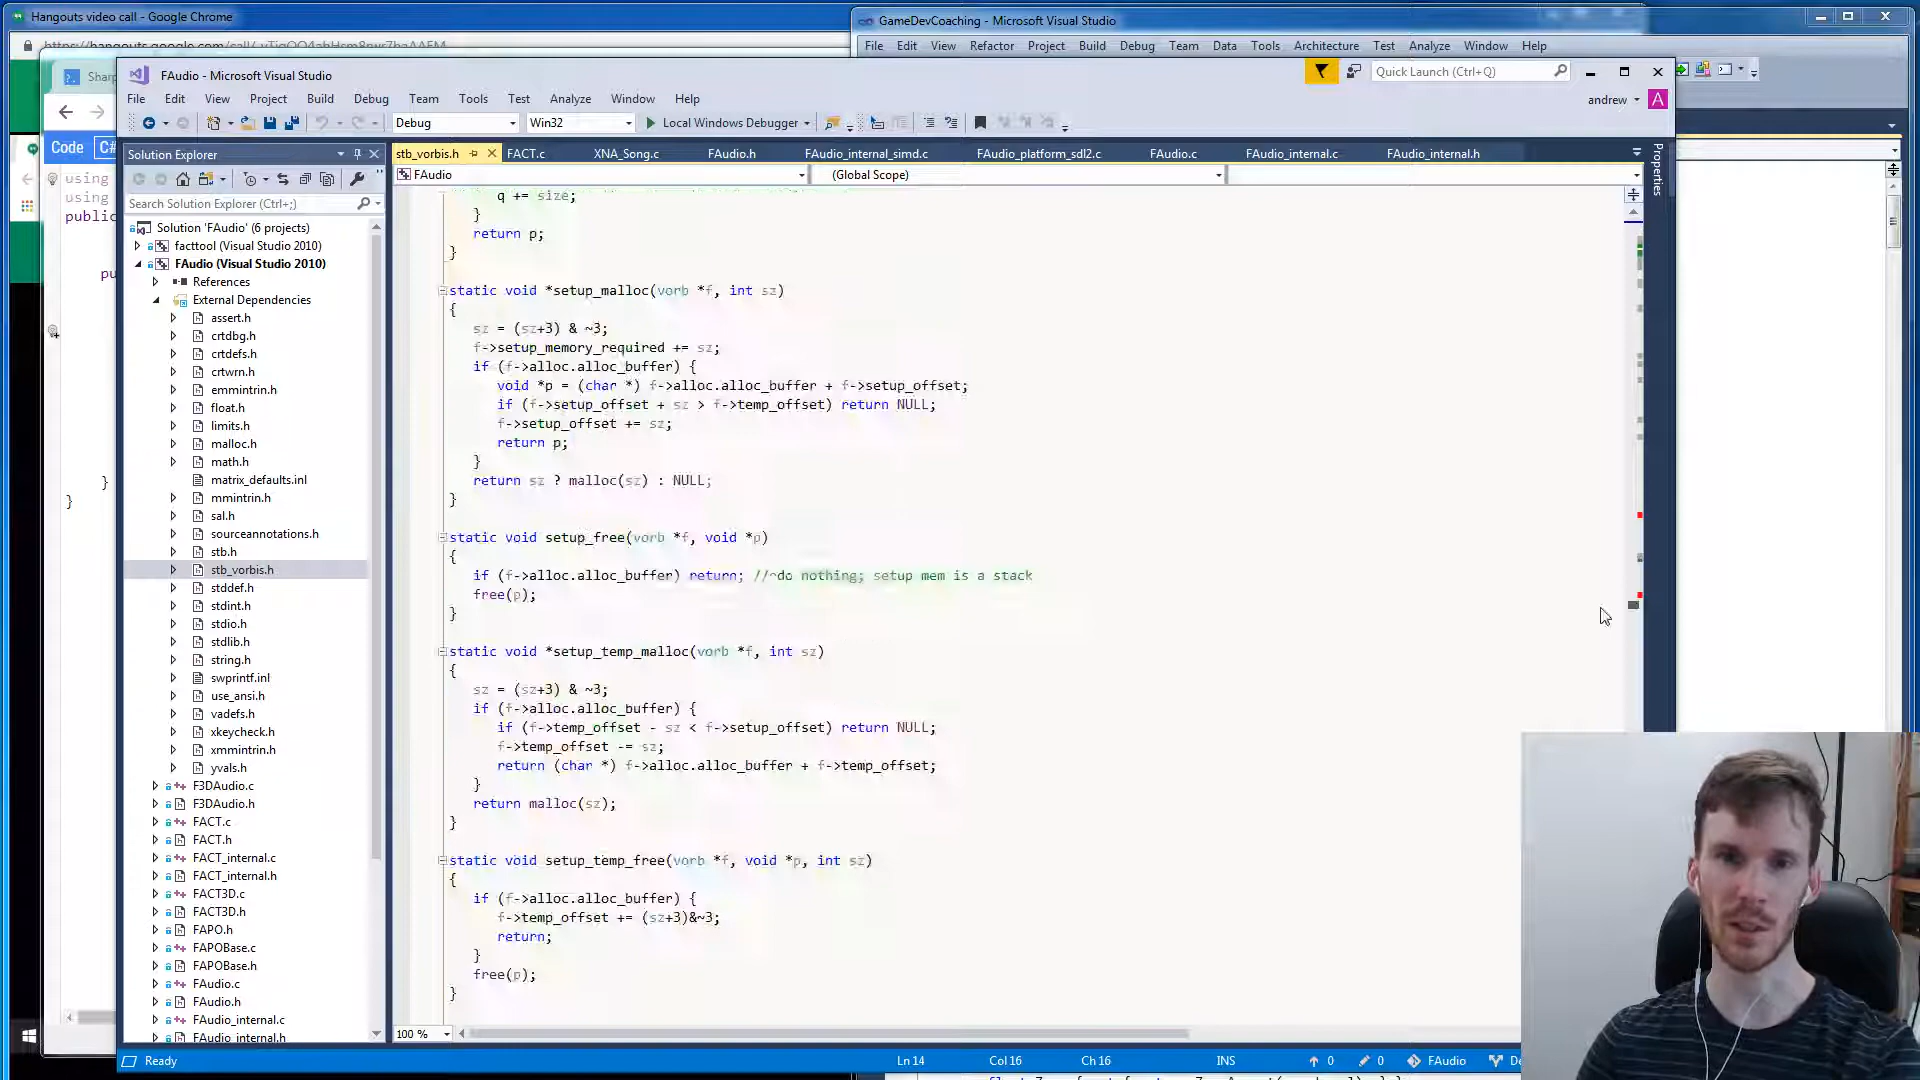 Hangouts video call - Google Chrome
GameDevCoaching - Microsoft Visual Studio
File Edit View Refactor Project Build Debug Team Data Tools Architecture Test Analyze Window Help
Sharp
FAudio - Microsoft Visual Studio
Quick Launch (Ctrl+Q)
File Edit View Project Build Debug Team Tools Test Analyze Window Help
andrew A
Debug Win32 Local Windows Debugger
Code C#
Solution Explorer
stb_vorbis.h FACT.c XNA_Song.c FAudio.h FAudio_internal_simd.c FAudio_platform_sdl2.c FAudio.c FAudio_internal.c FAudio_internal.h
Properties
FAudio (Global Scope)
using
using
public
pu
}
}
Search Solution Explorer (Ctrl+;)
Solution 'FAudio' (6 projects)
facttool (Visual Studio 2010)
FAudio (Visual Studio 2010)
References
External Dependencies
assert.h
crtdbg.h
crtdefs.h
crtwrn.h
emmintrin.h
float.h
limits.h
malloc.h
math.h
matrix_defaults.inl
mmintrin.h
sal.h
sourceannotations.h
stb.h
stb_vorbis.h
stddef.h
stdint.h
stdio.h
stdlib.h
string.h
swprintf.inl
use_ansi.h
vadefs.h
xkeycheck.h
xmmintrin.h
yvals.h
F3DAudio.c
F3DAudio.h
FACT.c
FACT.h
FACT_internal.c
FACT_internal.h
FACT3D.c
FACT3D.h
FAPO.h
FAPOBase.c
FAPOBase.h
FAudio.c
FAudio.h
FAudio_internal.c
FAudio_internal.h
q += size;
}
return p;
}
static void *setup_malloc(vorb *f, int sz)
{
sz = (sz+3) & ~3;
f->setup_memory_required += sz;
if (f->alloc.alloc_buffer) {
void *p = (char *) f->alloc.alloc_buffer + f->setup_offset;
if (f->setup_offset + sz > f->temp_offset) return NULL;
f->setup_offset += sz;
return p;
}
return sz ? malloc(sz) : NULL;
}
static void setup_free(vorb *f, void *p)
{
if (f->alloc.alloc_buffer) return; // do nothing; setup mem is a stack
free(p);
}
static void *setup_temp_malloc(vorb *f, int sz)
{
sz = (sz+3) & ~3;
if (f->alloc.alloc_buffer) {
if (f->temp_offset - sz < f->setup_offset) return NULL;
f->temp_offset -= sz;
return (char *) f->alloc.alloc_buffer + f->temp_offset;
}
return malloc(sz);
}
static void setup_temp_free(vorb *f, void *p, int sz)
{
if (f->alloc.alloc_buffer) {
f->temp_offset += (sz+3)&~3;
return;
}
free(p);
}
100 %
Ready Ln 14 Col 16 Ch 16 INS 0 0 FAudio